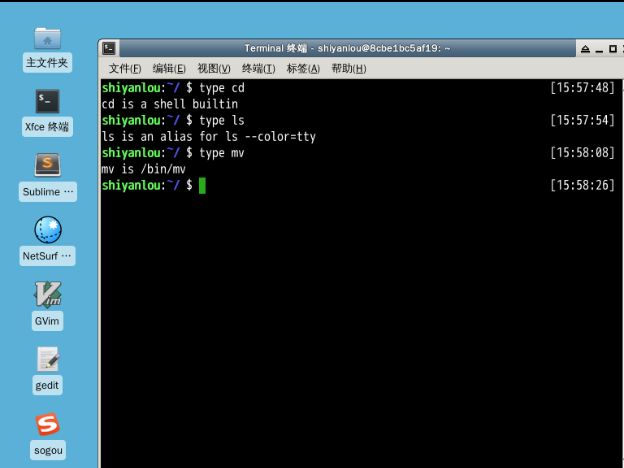 Terminal 终端 - shiyanlou@8cbe1bc5af19: ~
文件(F) 编辑(E) 视图(V) 终端(T) 标签(A) 帮助(H)
shiyanlou:~/ $ type cd [15:57:48]
cd is a shell builtin
shiyanlou:~/ $ type ls [15:57:54]
ls is an alias for ls --color=tty
shiyanlou:~/ $ type mv [15:58:08]
mv is /bin/mv
shiyanlou:~/ $ [15:58:26]
主文件夹
Xfce 终端
Sublime ···
NetSurf ···
GVim
gedit
sogou